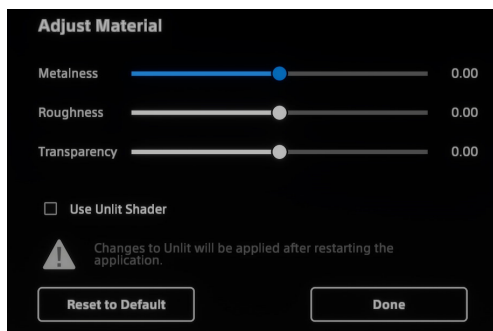 Adjust Material
Metalness 0.00
Roughness 0.00
Transparency 0.00
Use Unlit Shader
Changes to Unlit will be applied after restarting the
application.
Reset to Default Done